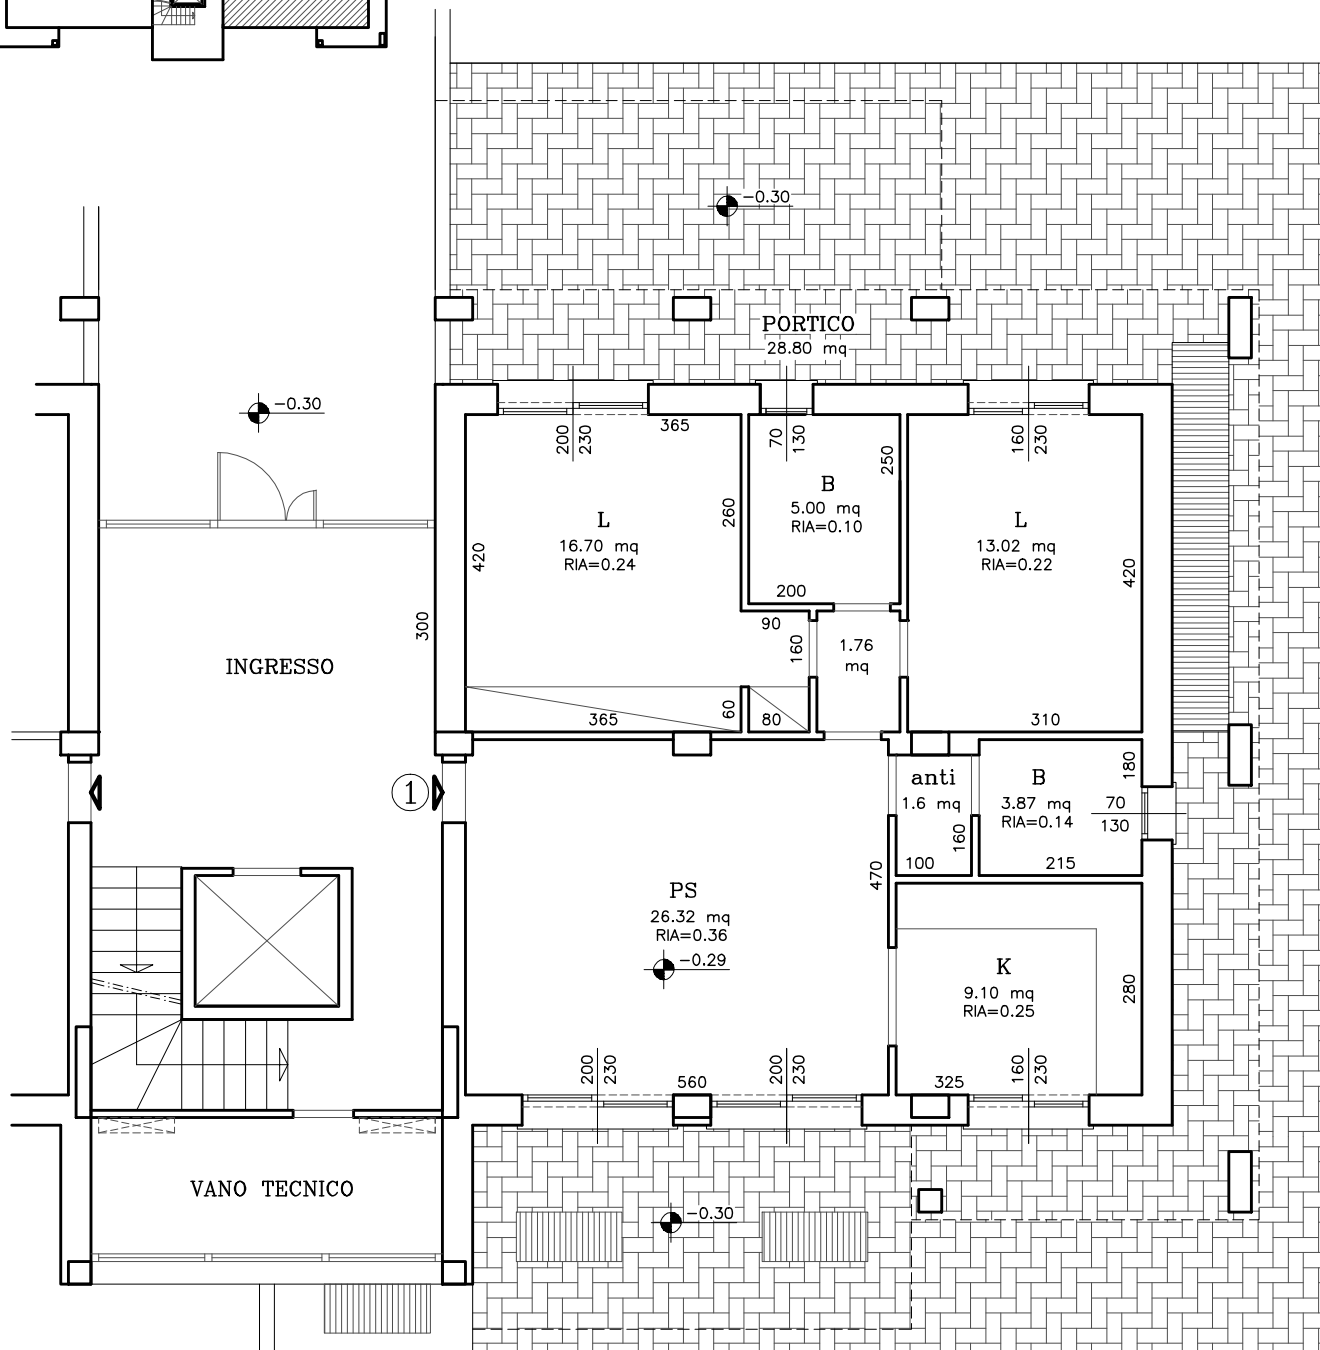 -0.30
PORTICO
28.80 mq
-0.30
200
230
365
70
130
250
160
230
B
5.00 mq
RIA=0.10
L
16.70 mq
RIA=0.24
260
420
L
13.02 mq
RIA=0.22
420
200
90
300
160
1.76
mq
INGRESSO
365
60
80
310
1
anti
1.6 mq
160
100
B
3.87 mq
RIA=0.14
180
70
130
215
470
PS
26.32 mq
RIA=0.36
-0.29
K
9.10 mq
RIA=0.25
280
200
230
560
200
230
325
160
230
VANO TECNICO
-0.30